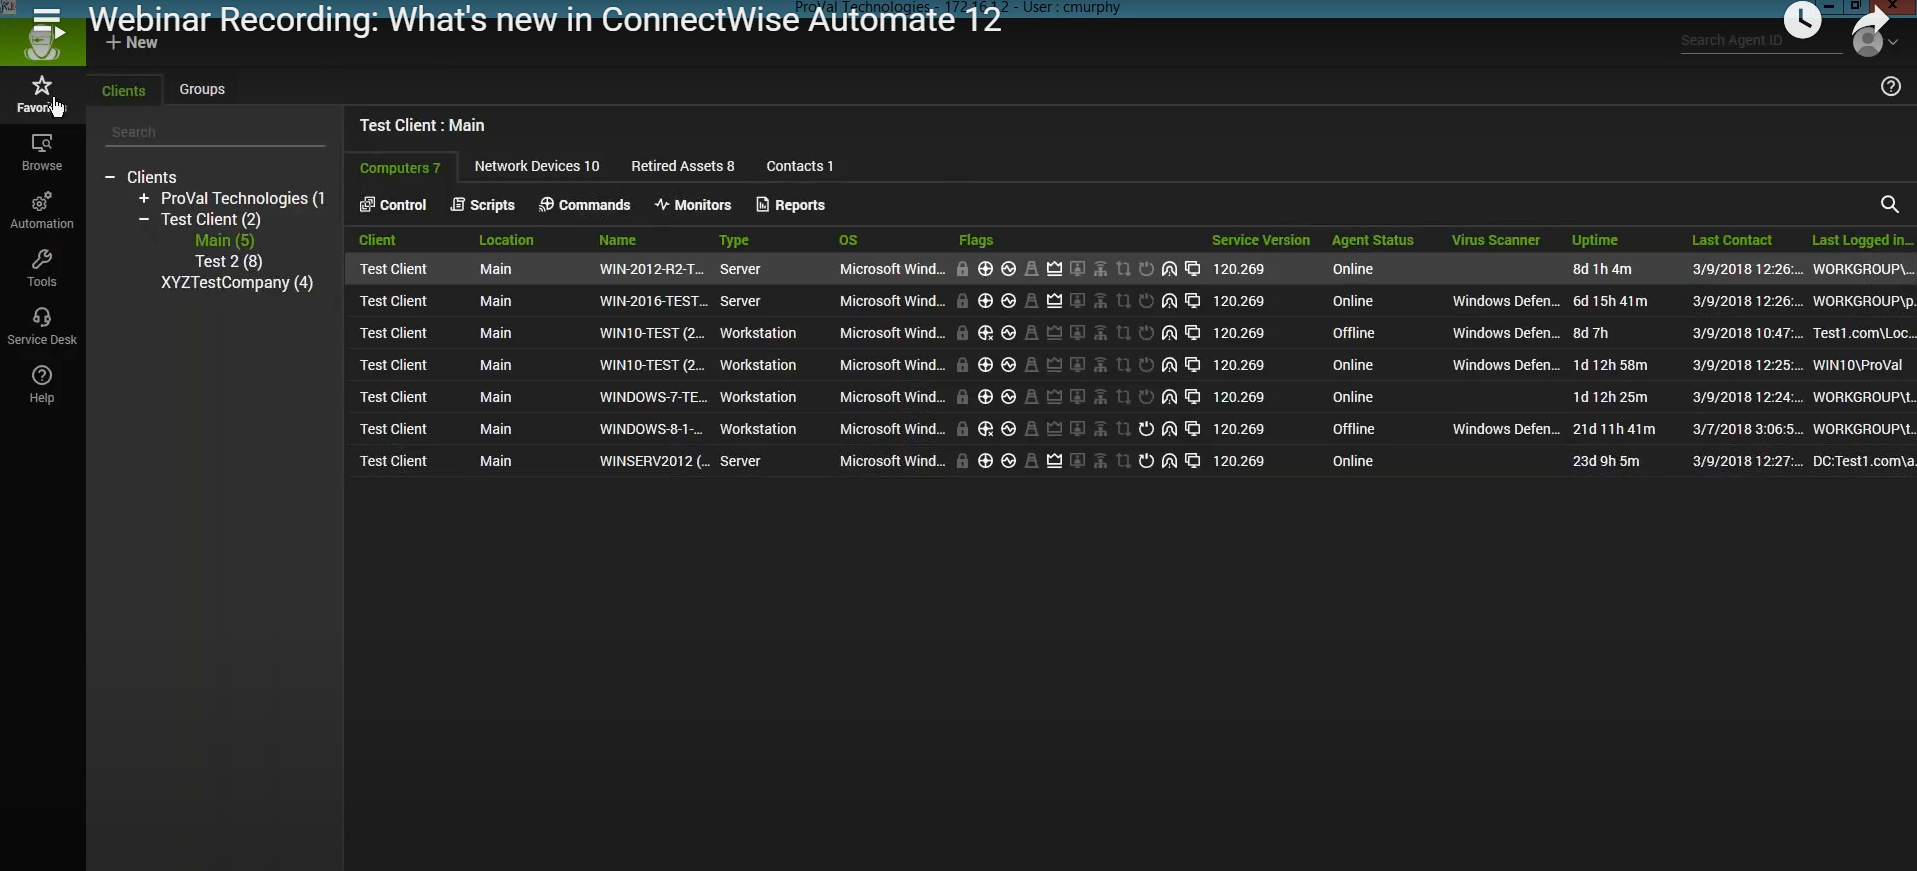 ProVal Technologies - 172.16.1.2 - User : cmurphy
Webinar Recording: What's new in ConnectWise Automate 12
+ New
Search Agent ID
Favor
Clients Groups
Search
Test Client : Main
Browse
Computers 7 Network Devices 10 Retired Assets 8 Contacts 1
− Clients
+ ProVal Technologies (1
− Test Client (2)
Main (5)
Test 2 (8)
XYZTestCompany (4)
Automation
Tools
Service Desk
Help
Control Scripts Commands Monitors Reports
Client Location Name Type OS Flags Service Version Agent Status Virus Scanner Uptime Last Contact Last Logged in...
Test Client Main WIN-2012-R2-T... Server Microsoft Wind... 120.269 Online 8d 1h 4m 3/9/2018 12:26:... WORKGROUP\...
Test Client Main WIN-2016-TEST... Server Microsoft Wind... 120.269 Online Windows Defen... 6d 15h 41m 3/9/2018 12:26:... WORKGROUP\p...
Test Client Main WIN10-TEST (2... Workstation Microsoft Wind... 120.269 Offline Windows Defen... 8d 7h 3/9/2018 10:47:... Test1.com\Loc...
Test Client Main WIN10-TEST (2... Workstation Microsoft Wind... 120.269 Online Windows Defen... 1d 12h 58m 3/9/2018 12:25:... WIN10\ProVal
Test Client Main WINDOWS-7-TE... Workstation Microsoft Wind... 120.269 Online 1d 12h 25m 3/9/2018 12:24:... WORKGROUP\t...
Test Client Main WINDOWS-8-1-... Workstation Microsoft Wind... 120.269 Offline Windows Defen... 21d 11h 41m 3/7/2018 3:06:5... WORKGROUP\t...
Test Client Main WINSERV2012 (... Server Microsoft Wind... 120.269 Online 23d 9h 5m 3/9/2018 12:27:... DC:Test1.com\a...